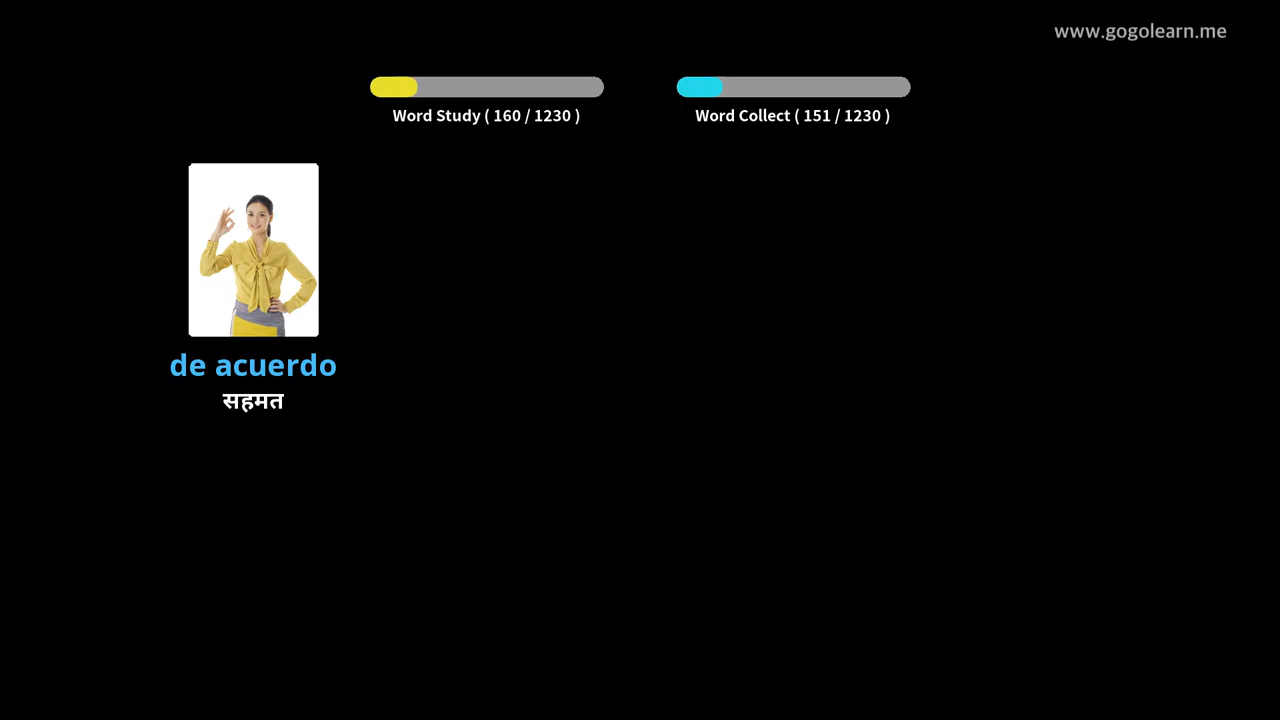 www.gogolearn.me
Word Study ( 160 / 1230 )
Word Collect ( 151 / 1230 )
de acuerdo
सहमत